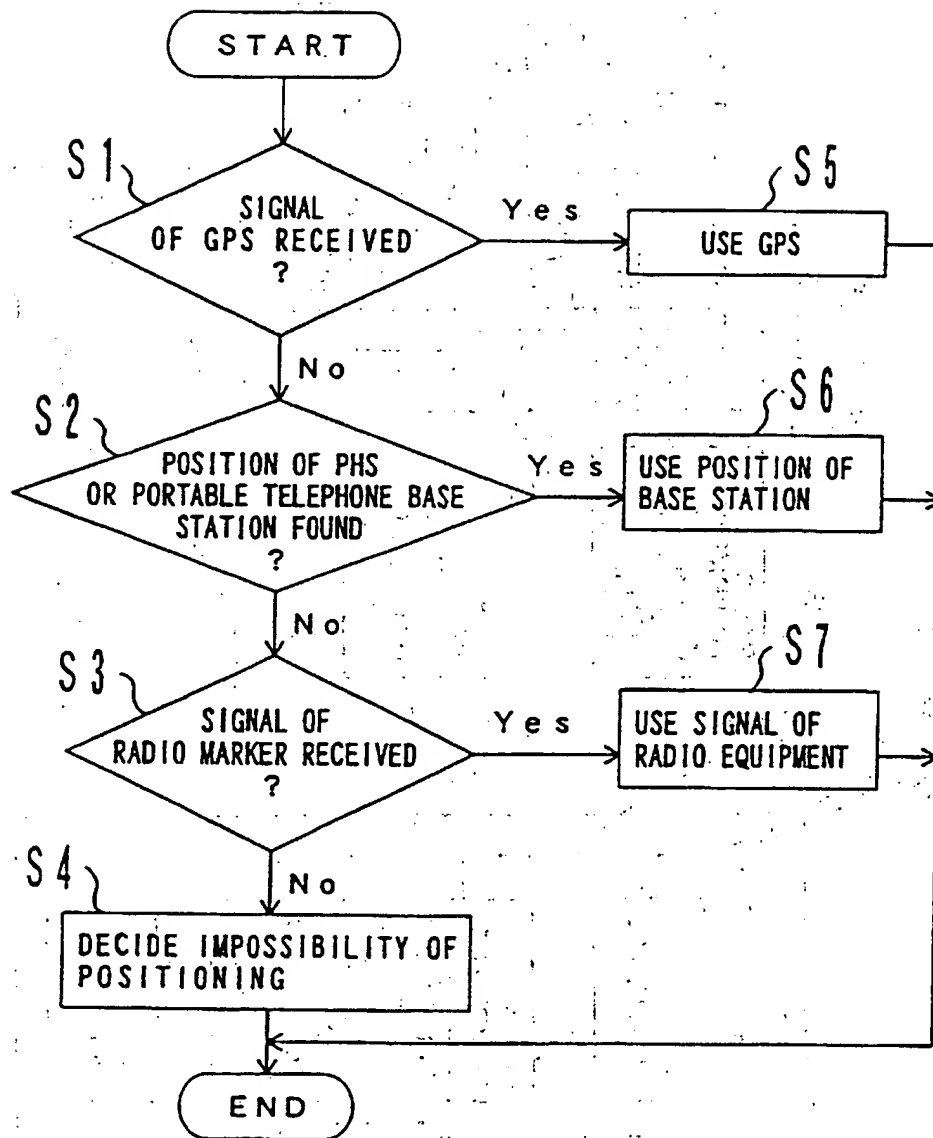 START
S1
SIGNAL
OF GPS RECEIVED
?
Yes
S5
USE GPS
No
S2
POSITION OF PHS
OR PORTABLE TELEPHONE BASE
STATION FOUND
?
Yes
S6
USE POSITION OF
BASE STATION
No
S3
SIGNAL OF
RADIO MARKER RECEIVED
?
Yes
S7
USE SIGNAL OF
RADIO EQUIPMENT
No
S4
DECIDE IMPOSSIBILITY OF
POSITIONING
END